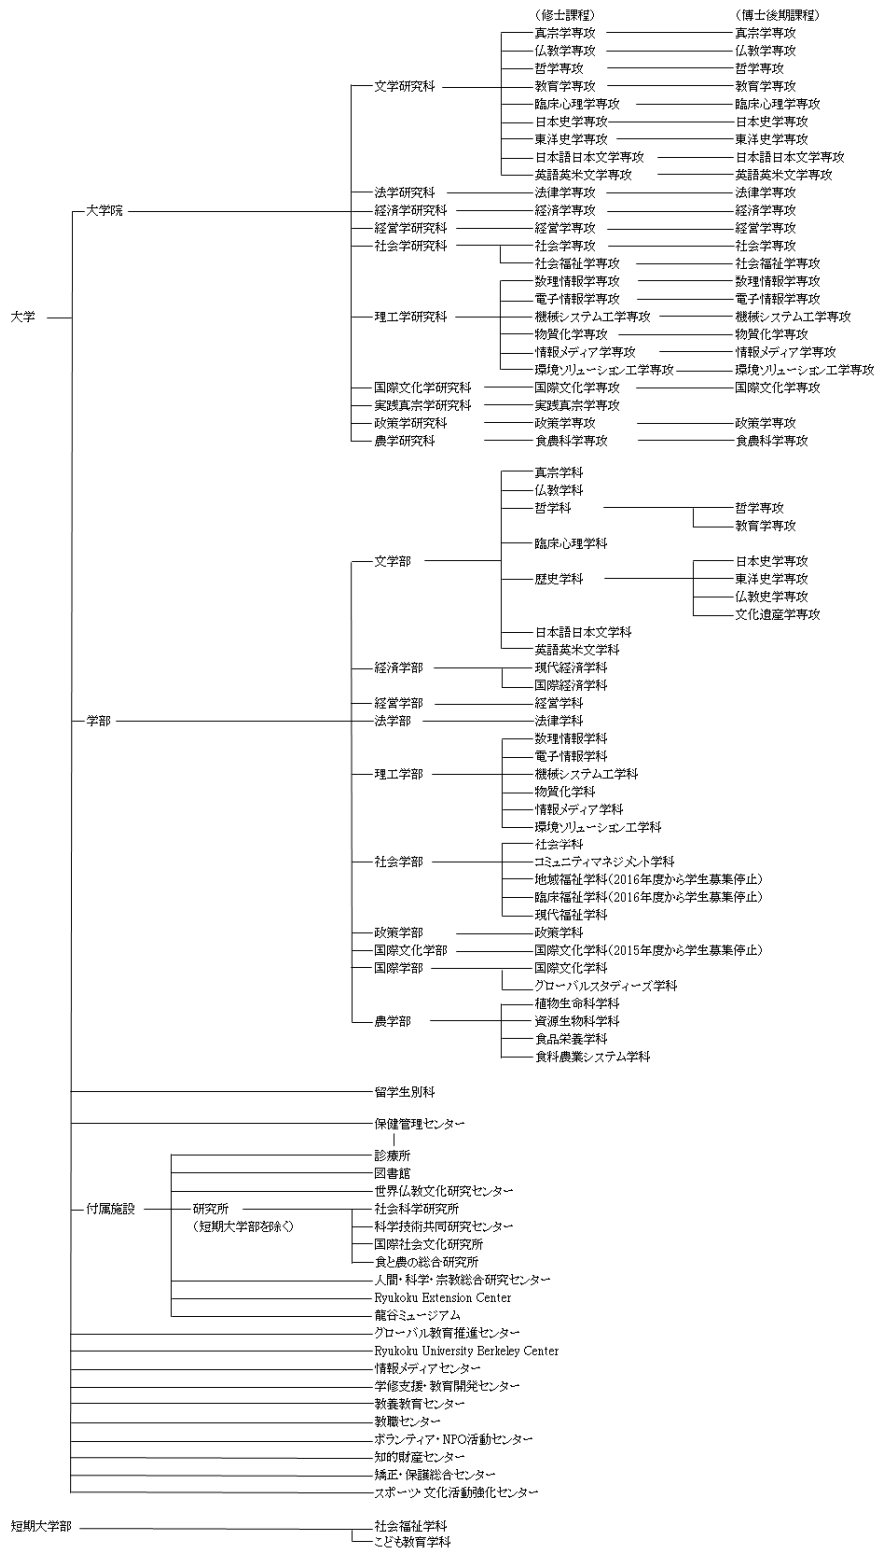 （修士課程） （博士後期課程）
真宗学専攻 真宗学専攻
仏教学専攻 仏教学専攻
哲学専攻 哲学専攻
文学研究科 教育学専攻 教育学専攻
臨床心理学専攻 臨床心理学専攻
日本史学専攻 日本史学専攻
東洋史学専攻 東洋史学専攻
日本語日本文学専攻 日本語日本文学専攻
英語英米文学専攻 英語英米文学専攻
法学研究科 法律学専攻 法律学専攻
大学院 経済学研究科 経済学専攻 経済学専攻
経営学研究科 経営学専攻 経営学専攻
社会学研究科 社会学専攻 社会学専攻
社会福祉学専攻 社会福祉学専攻
数理情報学専攻 数理情報学専攻
電子情報学専攻 電子情報学専攻
大学 理工学研究科 機械システム工学専攻 機械システム工学専攻
物質化学専攻 物質化学専攻
情報メディア学専攻 情報メディア学専攻
環境ソリューション工学専攻 環境ソリューション工学専攻
国際文化学研究科 国際文化学専攻 国際文化学専攻
実践真宗学研究科 実践真宗学専攻
政策学研究科 政策学専攻 政策学専攻
農学研究科 食農科学専攻 食農科学専攻
真宗学科
仏教学科
哲学科 哲学専攻
教育学専攻
臨床心理学科
文学部 日本史学専攻
歴史学科 東洋史学専攻
仏教史学専攻
文化遺産学専攻
日本語日本文学科
英語英米文学科
経済学部 現代経済学科
国際経済学科
経営学部 経営学科
学部 法学部 法律学科
数理情報学科
電子情報学科
理工学部 機械システム工学科
物質化学科
情報メディア学科
環境ソリューション工学科
社会学科
社会学部 コミュニティマネジメント学科
地域福祉学科（2016年度から学生募集停止）
臨床福祉学科（2016年度から学生募集停止）
現代福祉学科
政策学部 政策学科
国際文化学部 国際文化学科（2015年度から学生募集停止）
国際学部 国際文化学科
グローバルスタディーズ学科
植物生命科学科
農学部 資源生物科学科
食品栄養学科
食料農業システム学科
留学生別科
保健管理センター
診療所
図書館
世界仏教文化研究センター
付属施設 研究所 社会科学研究所
（短期大学部を除く） 科学技術共同研究センター
国際社会文化研究所
食と農の総合研究所
人間・科学・宗教総合研究センター
Ryukoku Extension Center
龍谷ミュージアム
グローバル教育推進センター
Ryukoku University Berkeley Center
情報メディアセンター
学修支援・教育開発センター
教養教育センター
教職センター
ボランティア・NPO活動センター
知的財産センター
矯正・保護総合センター
スポーツ・文化活動強化センター
短期大学部 社会福祉学科
こども教育学科